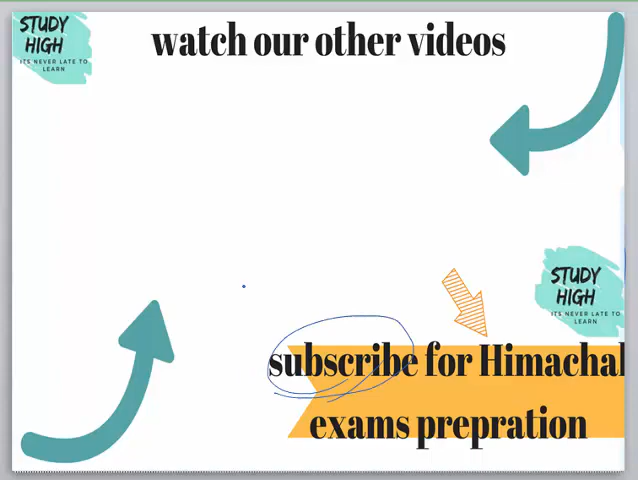 STUDY
HIGH
ITS NEVER LATE TO
LEARN
watch our other videos
STUDY
HIGH
ITS NEVER LATE TO
LEARN
subscribe for Himachal
exams prepration